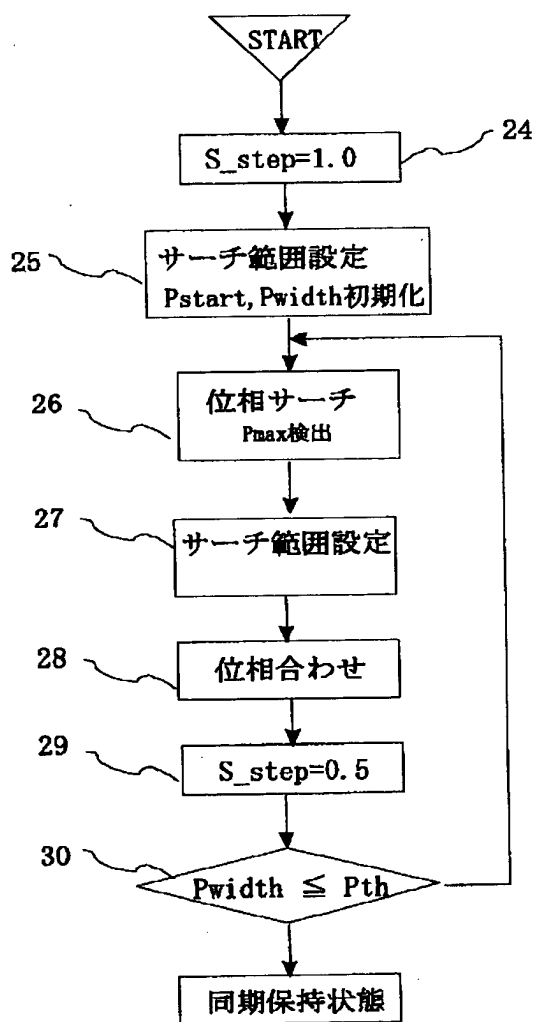 START
24
S_step=1.0
25
サーチ範囲設定
Pstart,Pwidth初期化
26
位相サーチ
Pmax検出
27
サーチ範囲設定
28
位相合わせ
29
S_step=0.5
30
Pwidth ≦ Pth
同期保持状態